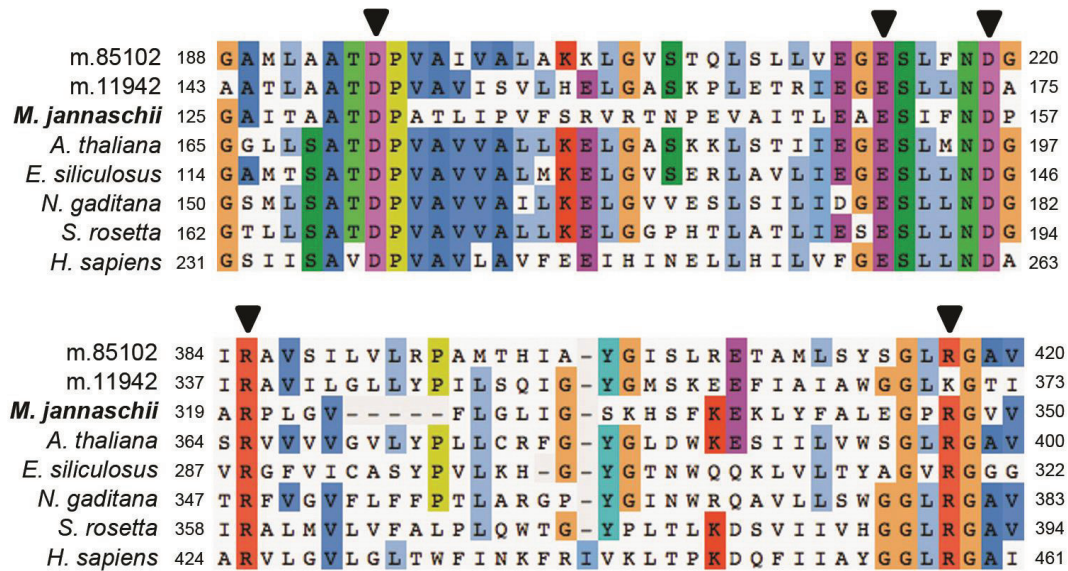 m.85102 188 GAMLAATDPVAIVALAKKLGVSTQLSLLVEGESLFNDG 220
m.11942 143 AATLAATDPVAVISVLHELGASKPLETRIEGESLLNDA 175
M. jannaschii 125 GAITAATDPATLIPVFSRVRTNPEVAITLEAESIFNDP 157
A. thaliana 165 GGLLSATDPVAVVALLKELGASKKLSTIIEGESLMNDG 197
E. siliculosus 114 GAMTSATDPVAVVALMKELGVSERLAVLIEGESLLNDG 146
N. gaditana 150 GSMLSATDPVAVVAILKELGVVESLSILIDGESLLNDG 182
S. rosetta 162 GTLLSATDPVAVVALLKELGGPHTLATLIESESLLNDG 194
H. sapiens 231 GSIISAVDPVAVLAVFEEIHINELLHILVFGESLLNDA 263
m.85102 384 IRAVSILVLRPAMTHIA-YGISLRETAMLSYSGLRGAV 420
m.11942 337 IRAVILGLLYPILSQIG-YGMSKEEFIAIAWGGLKGTI 373
M. jannaschii 319 ARPLGV-----FLGLIG-SKHSFKEKLYFALEGPRGVV 350
A. thaliana 364 SRVVVVGVLYPLLCRFG-YGLDWKESIILVWSGLRGAV 400
E. siliculosus 287 VRGFVICASYPVLKH-G-YGTNWQQKLVLTYAGVRGGG 322
N. gaditana 347 TRFVGVFLFFPTLARGP-YGINWRQAVLLSWGGLRGAV 383
S. rosetta 358 IRALMVLVFALPLQWTG-YPLTLKDSVIIVHGGLRGAV 394
H. sapiens 424 ARVLGVLGLTWFINKFRIVKLTPKDQFIIAYGGLRGAI 461